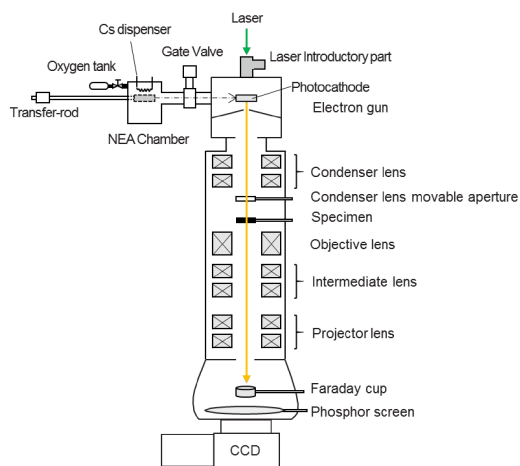 Laser
Cs dispenser
Gate Valve
Laser Introductory part
Oxygen tank
Photocathode
Transfer-rod
Electron gun
NEA Chamber
Condenser lens
Condenser lens movable aperture
Specimen
Objective lens
Intermediate lens
Projector lens
Faraday cup
Phosphor screen
CCD